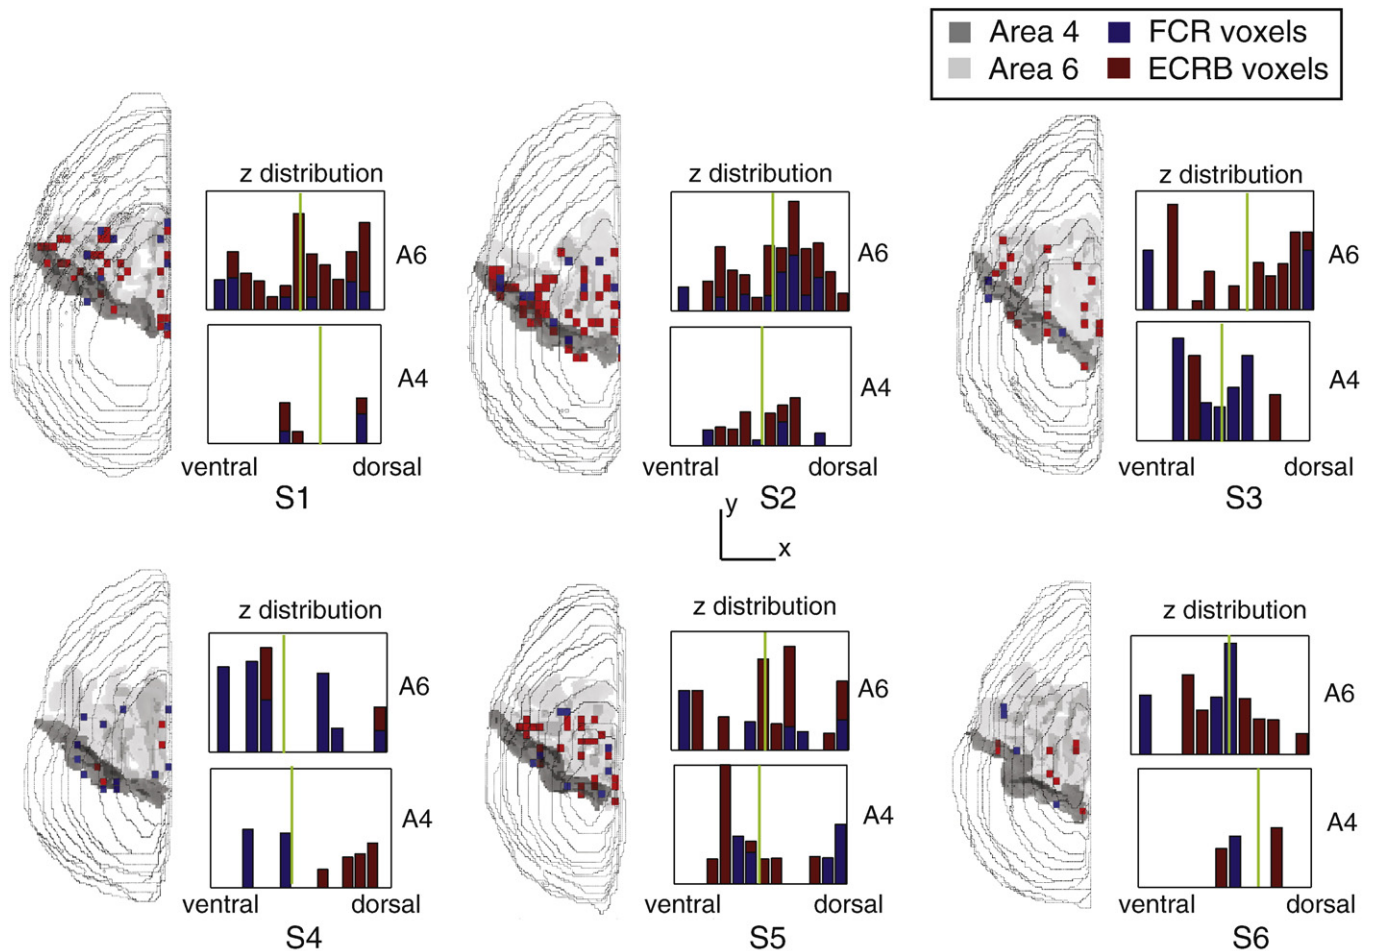 Area 4 FCR voxels
Area 6 ECRB voxels
z distribution
A6
A4
ventral dorsal
S1
z distribution
A6
A4
ventral dorsal
S2
z distribution
A6
A4
ventral dorsal
S3
y
x
z distribution
A6
A4
ventral dorsal
S4
z distribution
A6
A4
ventral dorsal
S5
z distribution
A6
A4
ventral dorsal
S6